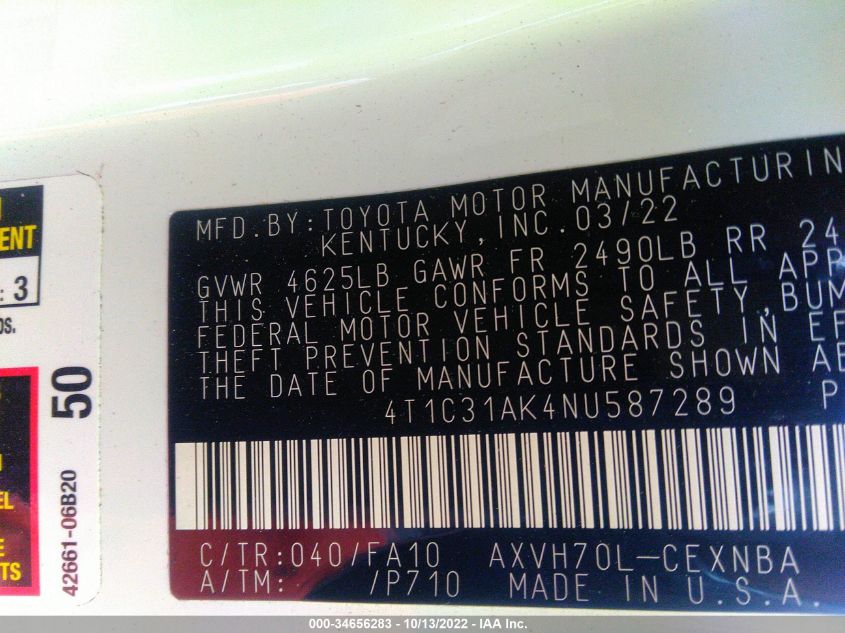 MFD.BY:TOYOTA MOTOR MANUFACTURIN
KENTUCKY,INC.03/22
GVWR 4625LB GAWR FR 2490LB RR 24
THIS VEHICLE CONFORMS TO ALL APP
FEDERAL MOTOR VEHICLE SAFETY,BUM
THEFT PREVENTION STANDARDS IN EF
THE DATE OF MANUFACTURE SHOWN AB
4T1C31AK4NU587289 P
C/TR:040/FA10 AXVH70L-CEXNBA
A/TM: /P710 MADE IN U.S.A.
ENT
: 3
OS.
50
42661-06B20
EL
E
TS
000-34656283 - 10/13/2022 - IAA Inc.